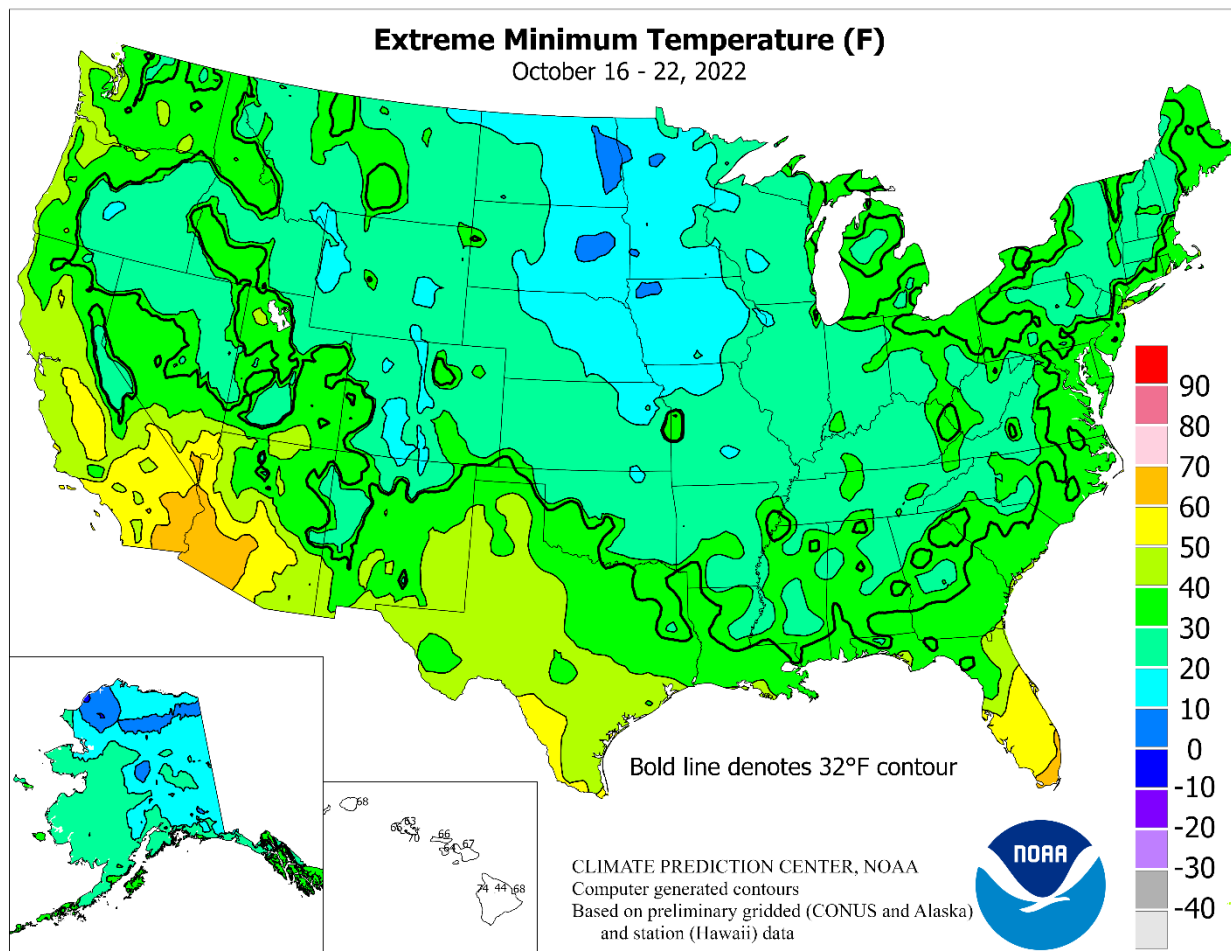 Extreme Minimum Temperature (F)
October 16 - 22, 2022
90
80
70
60
50
40
30
20
10
0
-10
-20
-30
-40
Bold line denotes 32°F contour
68
63
66
70
66
64
67
74 44 68
CLIMATE PREDICTION CENTER, NOAA
Computer generated contours
Based on preliminary gridded (CONUS and Alaska)
and station (Hawaii) data
NOAA